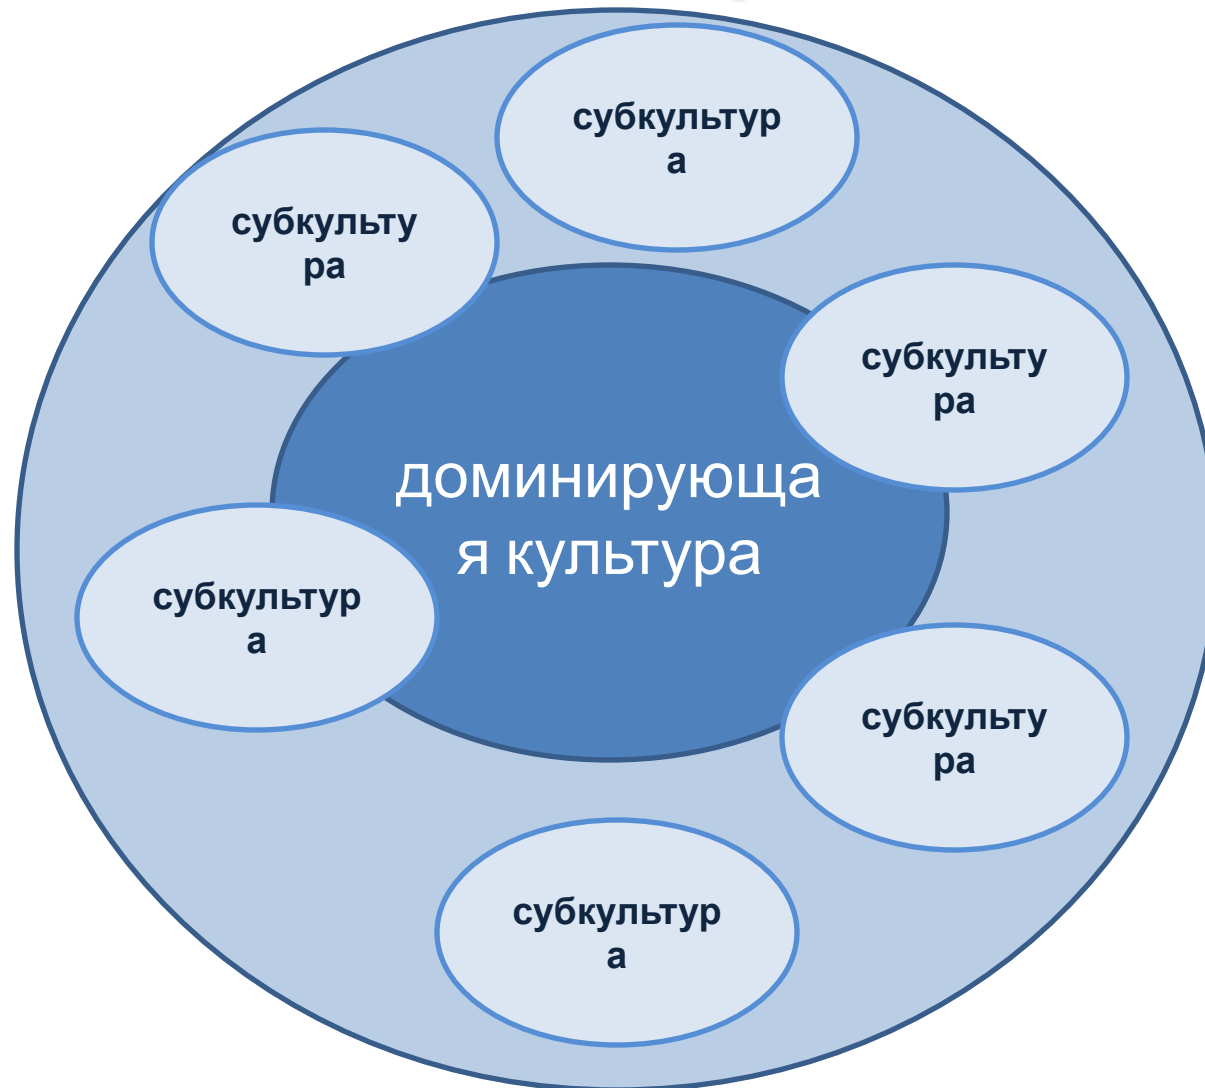 субкультур
а
субкульту
ра
субкульту
ра
доминирующа
я культура
субкультур
а
субкульту
ра
субкультур
а